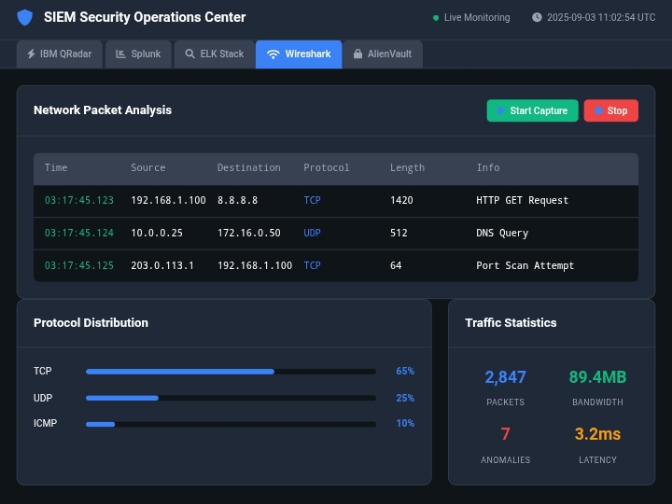 SIEM Security Operations Center
Live Monitoring 2025-09-03 11:02:54 UTC
IBM QRadar Splunk ELK Stack Wireshark AlienVault
Network Packet Analysis
Start Capture Stop
Time Source Destination Protocol Length Info
03:17:45.123 192.168.1.100 8.8.8.8 TCP 1420 HTTP GET Request
03:17:45.124 10.0.0.25 172.16.0.50 UDP 512 DNS Query
03:17:45.125 203.0.113.1 192.168.1.100 TCP 64 Port Scan Attempt
Protocol Distribution
TCP 65%
UDP 25%
ICMP 10%
Traffic Statistics
2,847 89.4MB
PACKETS BANDWIDTH
7 3.2ms
ANOMALIES LATENCY